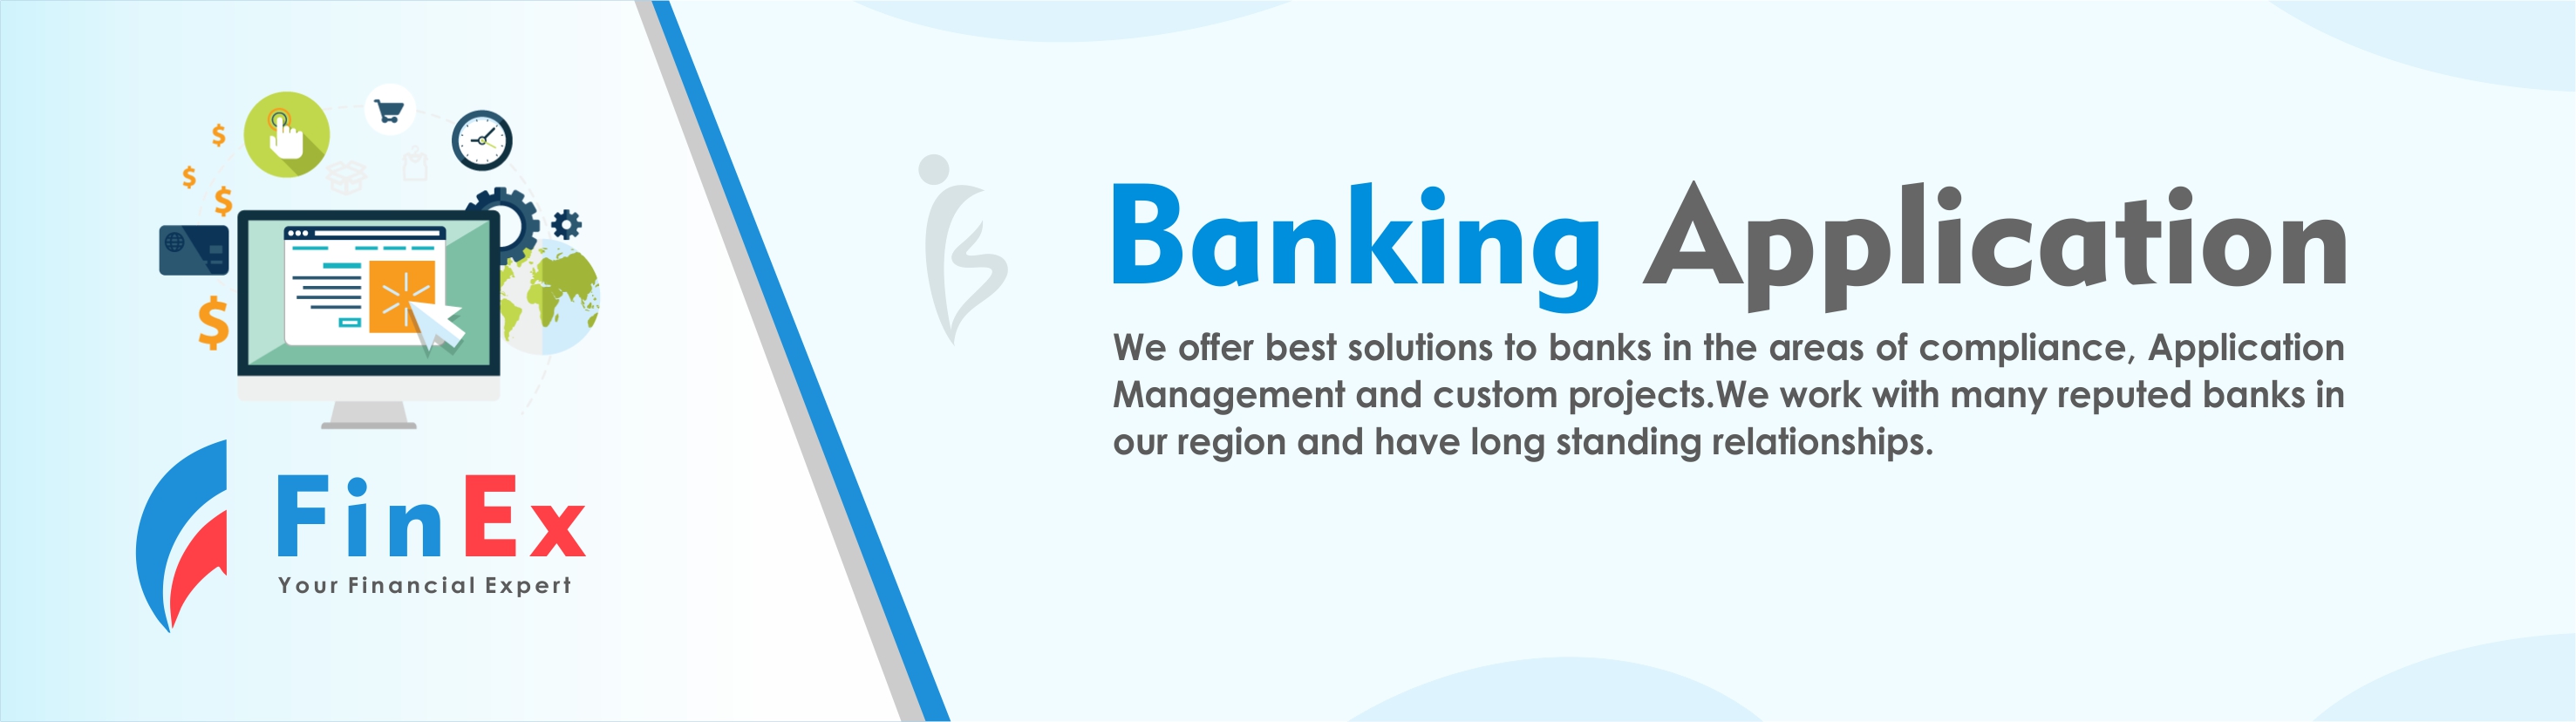 FinEx
Your Financial Expert
Banking Application
We offer best solutions to banks in the areas of compliance, Application
Management and custom projects.We work with many reputed banks in
our region and have long standing relationships.